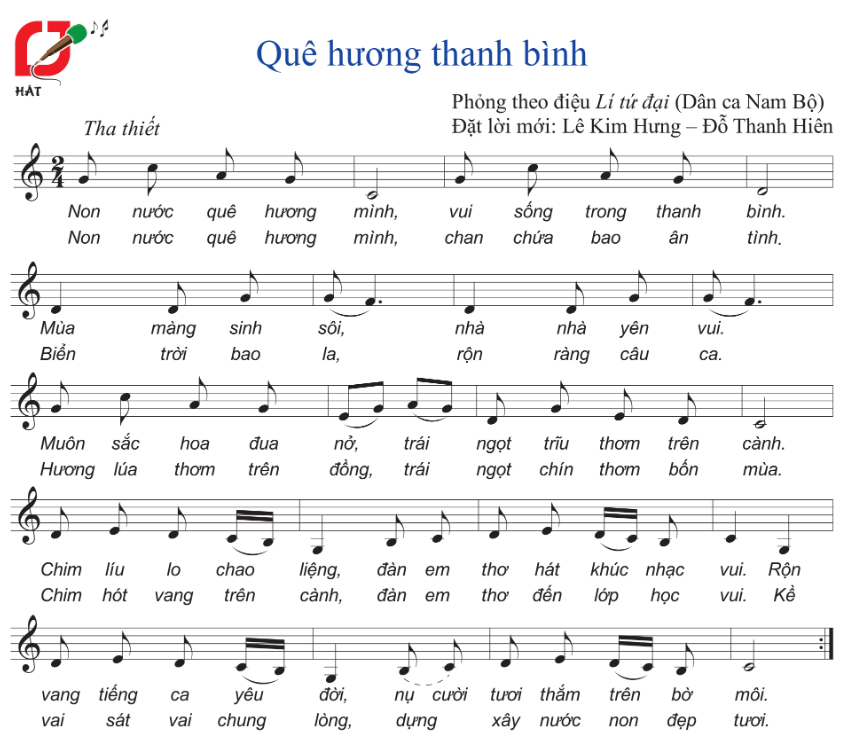 HÁT
Quê hương thanh bình
Phỏng theo điệu Lí tứ đại (Dân ca Nam Bộ)
Tha thiết
Đặt lời mới: Lê Kim Hưng – Đỗ Thanh Hiên
2
4
Non nước quê hương mình, vui sống trong thanh bình.
Non nước quê hương mình, chan chứa bao ân tình.
Mùa màng sinh sôi, nhà nhà yên vui.
Biển trời bao la, rộn ràng câu ca.
Muôn sắc hoa đua nở, trái ngọt trĩu thơm trên cành.
Hương lúa thơm trên đồng, trái ngọt chín thơm bốn mùa.
Chim líu lo chao liệng, đàn em thơ hát khúc nhạc vui. Rộn
Chim hót vang trên cành, đàn em thơ đến lớp học vui. Kề
vang tiếng ca yêu đời, nụ cười tươi thắm trên bờ môi.
vai sát vai chung lòng, dựng xây nước non đẹp tươi.